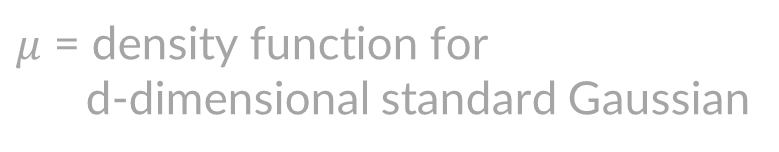 μ = density function for
d-dimensional standard Gaussian